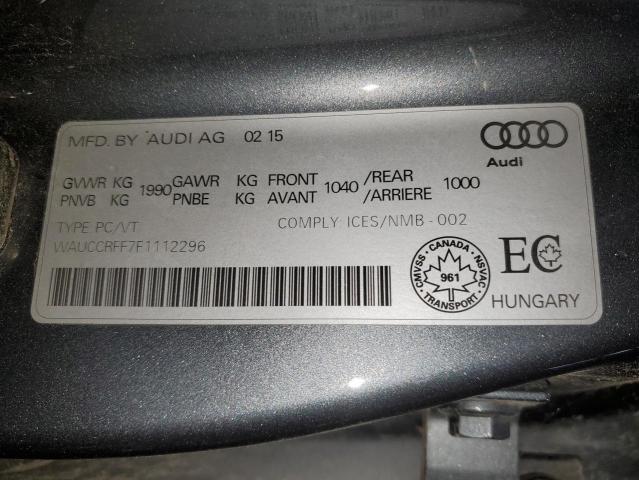 MFD. BY AUDI AG 02 15
Audi
GVWR KG 1990 GAWR KG FRONT 1040 /REAR 1000
PNVB KG PNBE KG AVANT /ARRIERE
TYPE PC/VT COMPLY: ICES/NMB - 002
WAUCCRFF7F1112296
CMVSS - CANADA - NSVAC
961
TRANSPORT
EC
HUNGARY